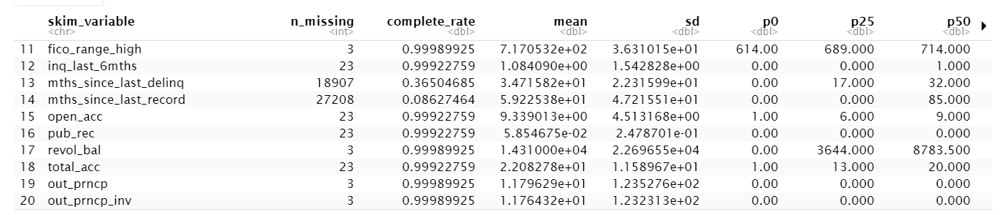 skim_variable n_missing complete_rate mean sd p0 p25 p50
<chr> <int> <dbl> <dbl> <dbl> <dbl> <dbl> <dbl>
11 fico_range_high 3 0.99989925 7.170532e+02 3.631015e+01 614.00 689.000 714.000
12 inq_last_6mths 23 0.99922759 1.084090e+00 1.542828e+00 0.00 0.000 1.000
13 mths_since_last_delinq 18907 0.36504685 3.471582e+01 2.231599e+01 0.00 17.000 32.000
14 mths_since_last_record 27208 0.08627464 5.922538e+01 4.721551e+01 0.00 0.000 85.000
15 open_acc 23 0.99922759 9.339013e+00 4.513168e+00 1.00 6.000 9.000
16 pub_rec 23 0.99922759 5.854675e-02 2.478701e-01 0.00 0.000 0.000
17 revol_bal 3 0.99989925 1.431000e+04 2.269655e+04 0.00 3644.000 8783.500
18 total_acc 23 0.99922759 2.208278e+01 1.158967e+01 1.00 13.000 20.000
19 out_prncp 3 0.99989925 1.179629e+01 1.235276e+02 0.00 0.000 0.000
20 out_prncp_inv 3 0.99989925 1.176432e+01 1.232313e+02 0.00 0.000 0.000